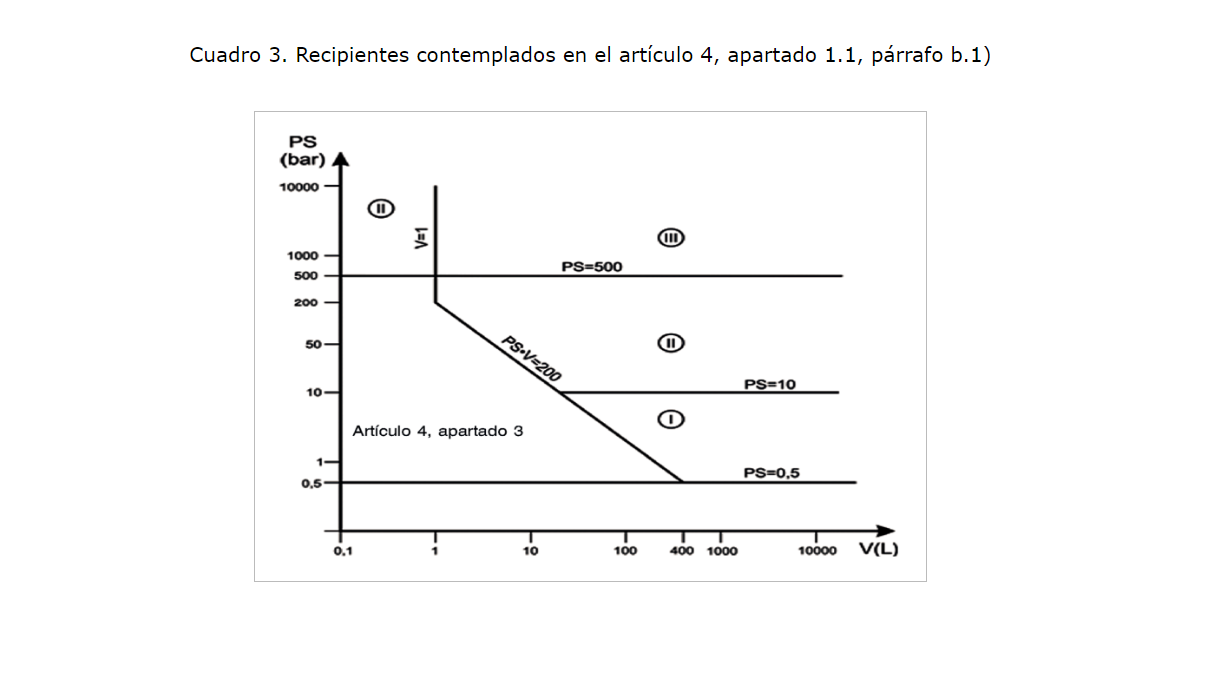 Cuadro 3. Recipientes contemplados en el artículo 4, apartado 1.1, párrafo b.1)
PS
(bar)
10000
II
V=1
III
1000
PS=500
500
200
50
PS•V=200
II
10
PS=10
I
Artículo 4, apartado 3
1
PS=0,5
0,5
0,1 1 10 100 400 1000 10000 V(L)